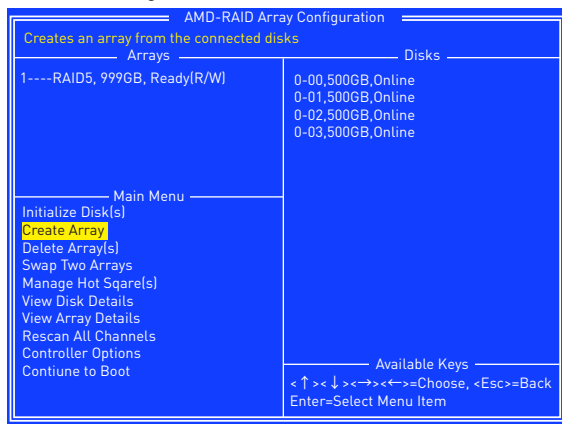 AMD-RAID Array Configuration
Creates an array from the connected disks
Arrays
1----RAID5, 999GB, Ready(R/W)
Disks
0-00,500GB,Online
0-01,500GB,Online
0-02,500GB,Online
0-03,500GB,Online
Main Menu
Initialize Disk(s)
Create Array
Delete Array(s)
Swap Two Arrays
Manage Hot Sqare(s)
View Disk Details
View Array Details
Rescan All Channels
Controller Options
Contiune to Boot
Available Keys
<↑><↓><→><←>=Choose, <Esc>=Back
Enter=Select Menu Item